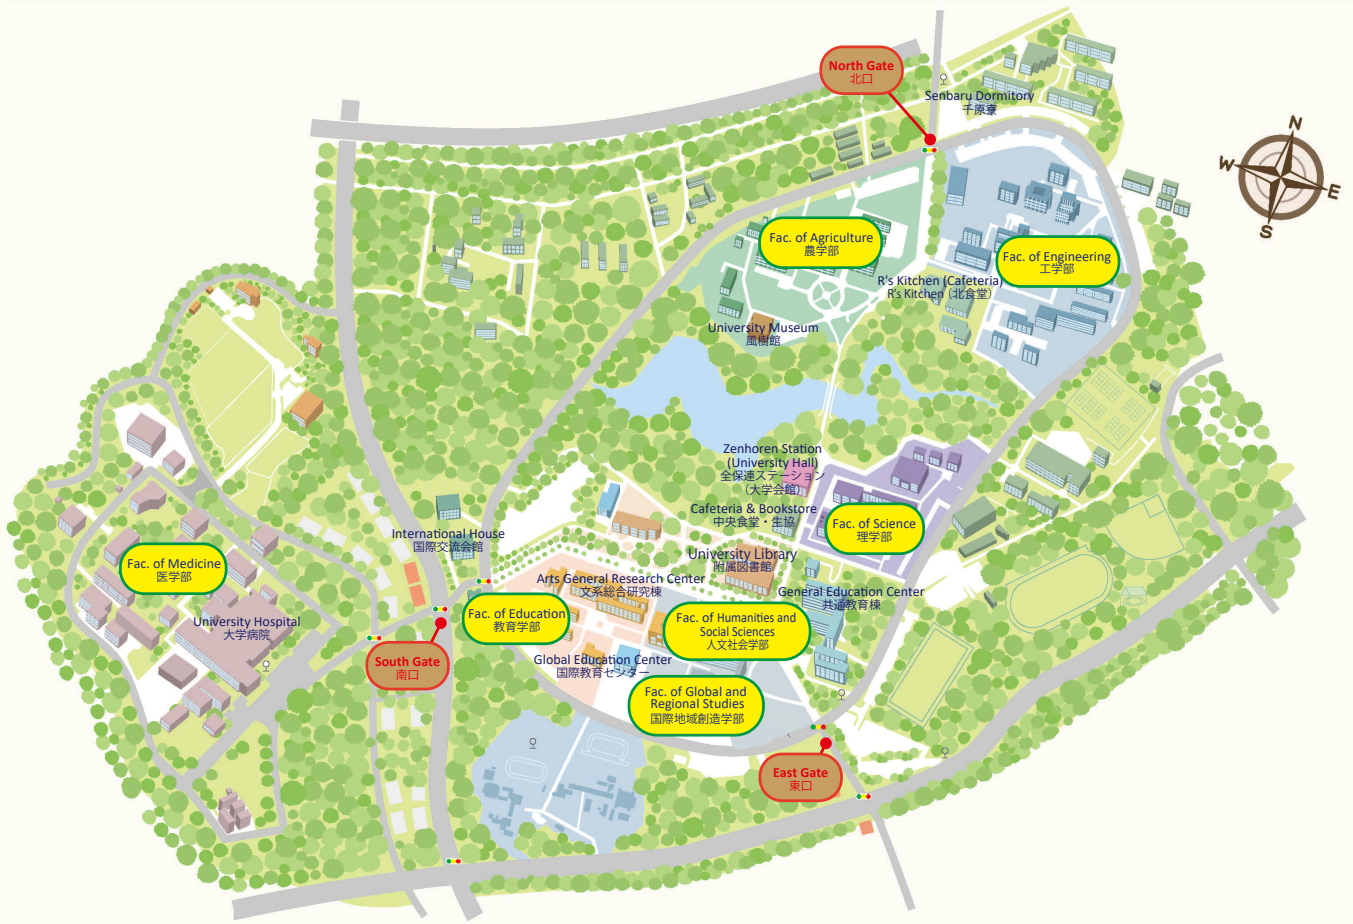 North Gate
北口
Senbaru Dormitory
千原寮
N
W
E
S
Fac. of Agriculture
農学部
Fac. of Engineering
工学部
R's Kitchen (Cafeteria)
R's Kitchen（北食堂）
University Museum
風樹館
Zenhoren Station
(University Hall)
全保連ステーション
（大学会館）
Cafeteria & Bookstore
中央食堂・生協
Fac. of Science
理学部
International House
国際交流会館
University Library
附属図書館
Fac. of Medicine
医学部
Arts General Research Center
文系総合研究棟
General Education Center
共通教育棟
Fac. of Education
教育学部
Fac. of Humanities and
Social Sciences
人文社会学部
University Hospital
大学病院
South Gate
南口
Global Education Center
国際教育センター
Fac. of Global and
Regional Studies
国際地域創造学部
East Gate
東口